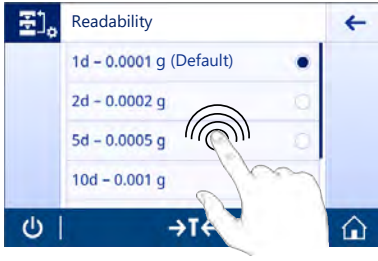 Readability
1d – 0.0001 g (Default)
2d – 0.0002 g
5d – 0.0005 g
10d – 0.001 g
→T←